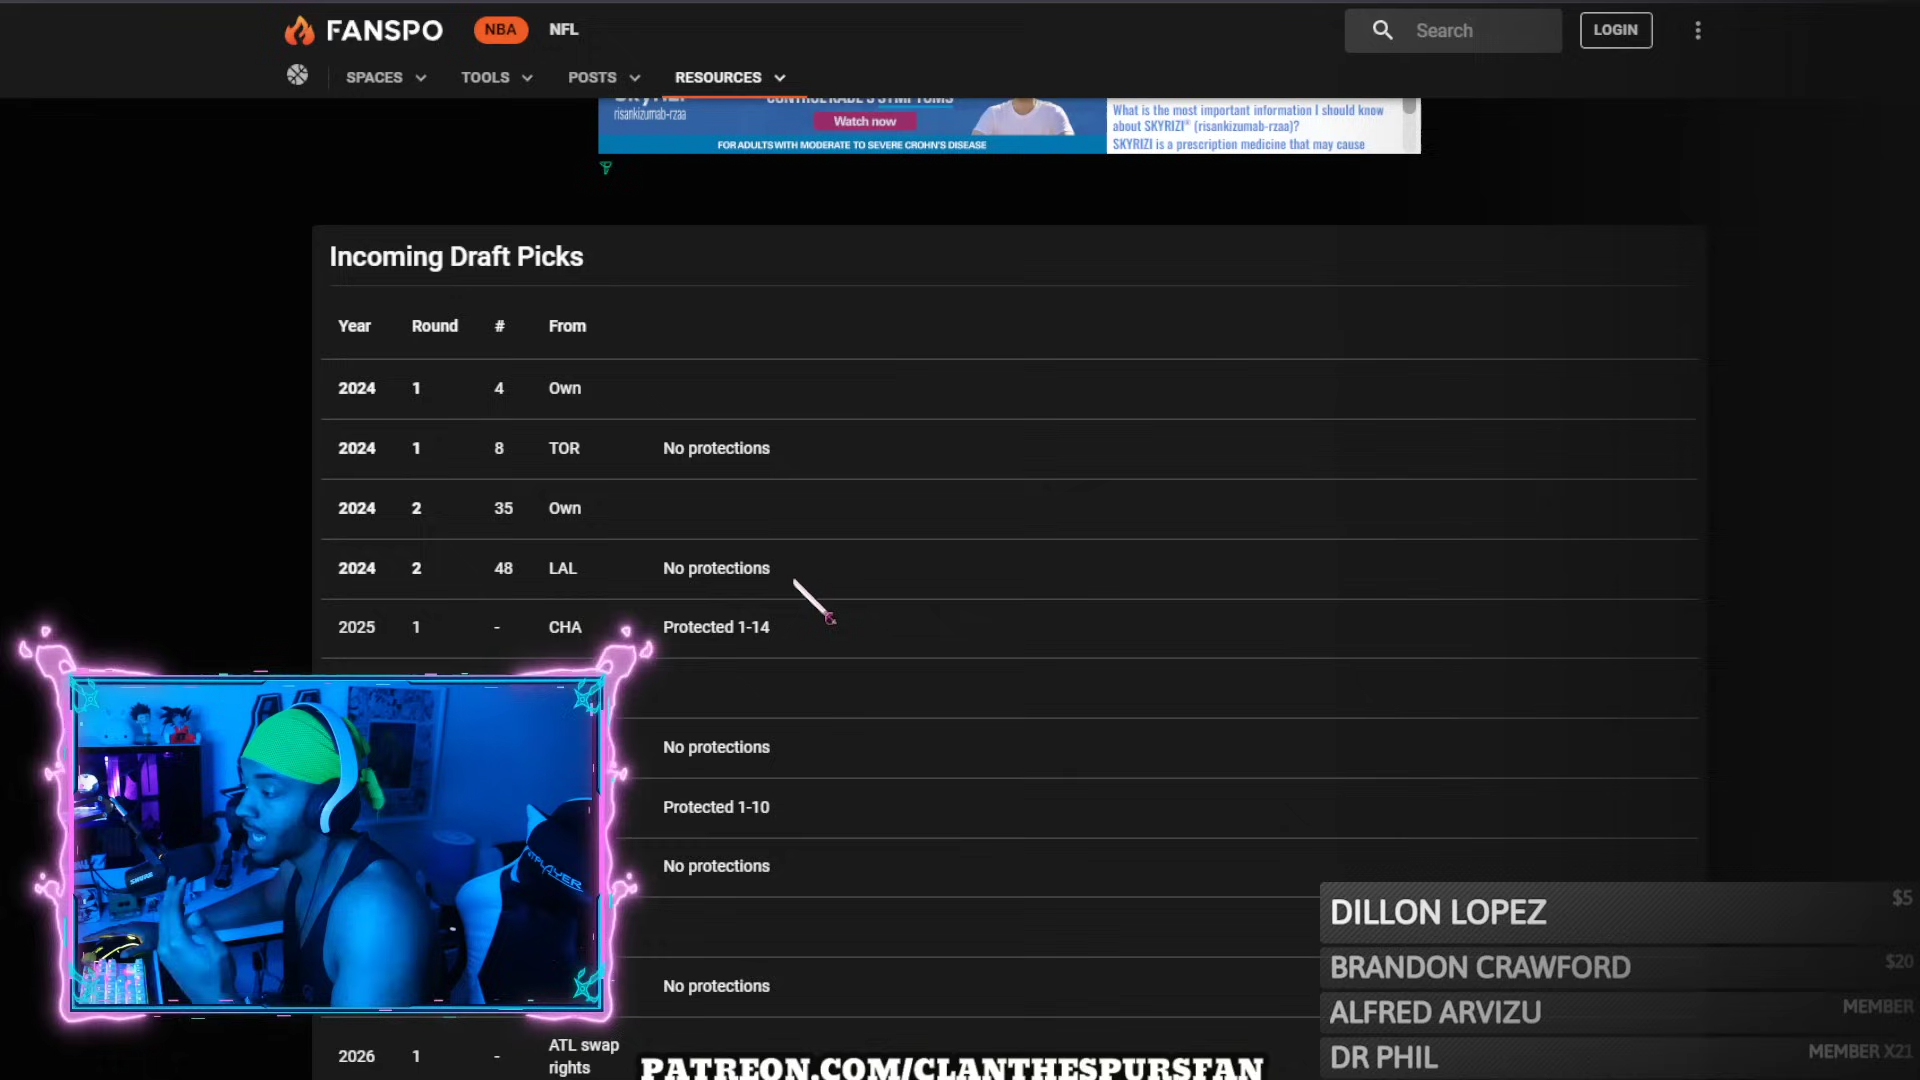 FANSPO
NBA
NFL
Search
LOGIN
SPACES
TOOLS
POSTS
RESOURCES
risankizumab-rzaa
Watch now
FOR ADULTS WITH MODERATE TO SEVERE CROHN'S DISEASE
What is the most important information I should know
about SKYRIZI® (risankizumab-rzaa)?
SKYRIZI is a prescription medicine that may cause
Incoming Draft Picks
Year Round # From
2024 1 4 Own
2024 1 8 TOR No protections
2024 2 35 Own
2024 2 48 LAL No protections
2025 1 - CHA Protected 1-14
No protections
Protected 1-10
No protections
No protections
2026 1 - ATL swap
rights
SHURE
DILLON LOPEZ $5
BRANDON CRAWFORD $20
ALFRED ARVIZU MEMBER
DR PHIL MEMBER X21
PATREON.COM/CLANTHESPURSFAN